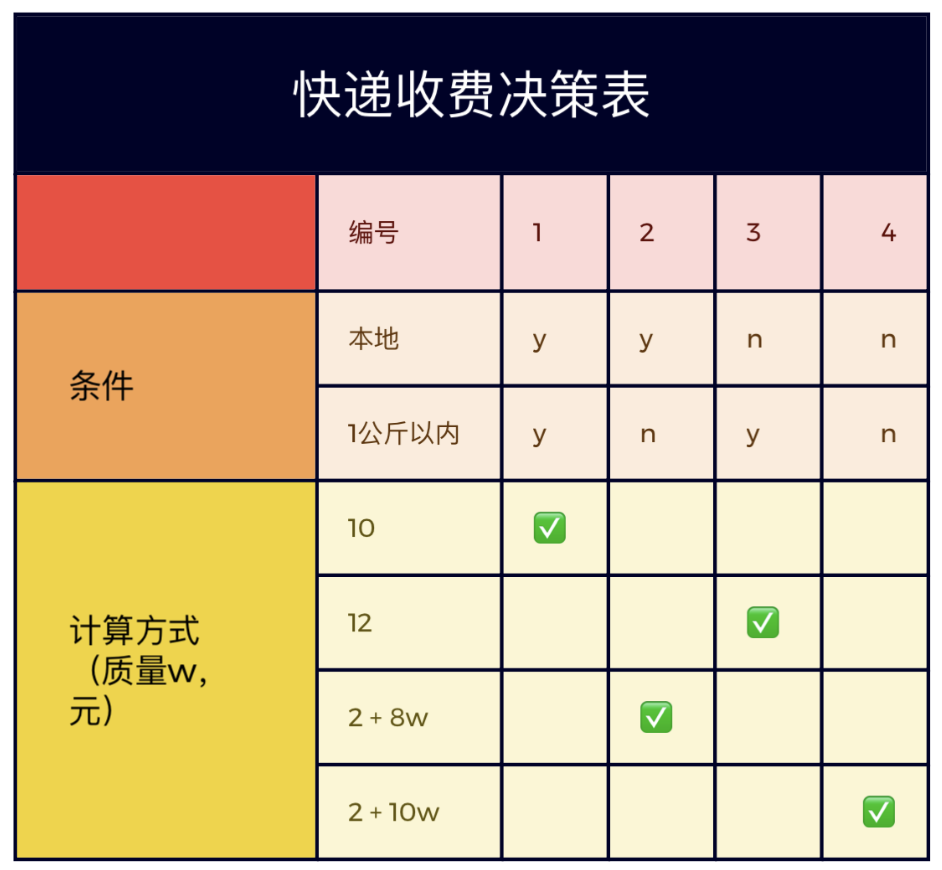 快递收费决策表
编号 1 2 3 4
条件
本地 y y n n
1公斤以内 y n y n
计算方式
（质量w，
元）
10 ✅
12 ✅
2 + 8w ✅
2 + 10w ✅